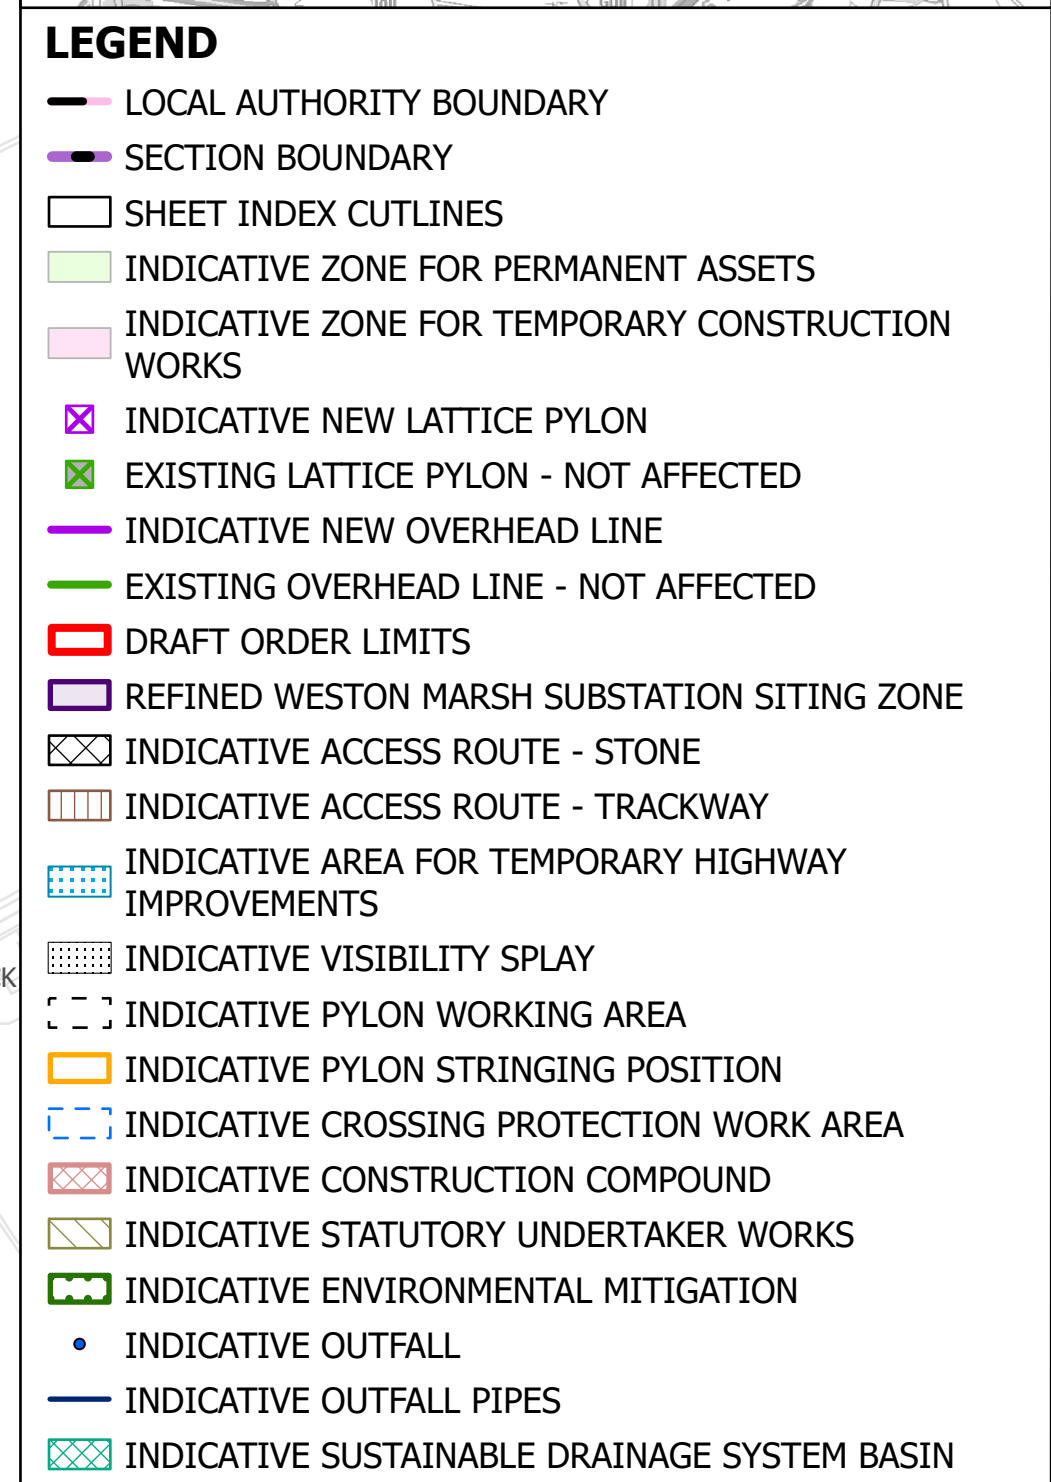 LEGEND
LOCAL AUTHORITY BOUNDARY
SECTION BOUNDARY
SHEET INDEX CUTLINES
INDICATIVE ZONE FOR PERMANENT ASSETS
INDICATIVE ZONE FOR TEMPORARY CONSTRUCTION
WORKS
INDICATIVE NEW LATTICE PYLON
EXISTING LATTICE PYLON - NOT AFFECTED
INDICATIVE NEW OVERHEAD LINE
EXISTING OVERHEAD LINE - NOT AFFECTED
DRAFT ORDER LIMITS
REFINED WESTON MARSH SUBSTATION SITING ZONE
INDICATIVE ACCESS ROUTE - STONE
INDICATIVE ACCESS ROUTE - TRACKWAY
INDICATIVE AREA FOR TEMPORARY HIGHWAY
IMPROVEMENTS
INDICATIVE VISIBILITY SPLAY
INDICATIVE PYLON WORKING AREA
INDICATIVE PYLON STRINGING POSITION
INDICATIVE CROSSING PROTECTION WORK AREA
INDICATIVE CONSTRUCTION COMPOUND
INDICATIVE STATUTORY UNDERTAKER WORKS
INDICATIVE ENVIRONMENTAL MITIGATION
INDICATIVE OUTFALL
INDICATIVE OUTFALL PIPES
INDICATIVE SUSTAINABLE DRAINAGE SYSTEM BASIN